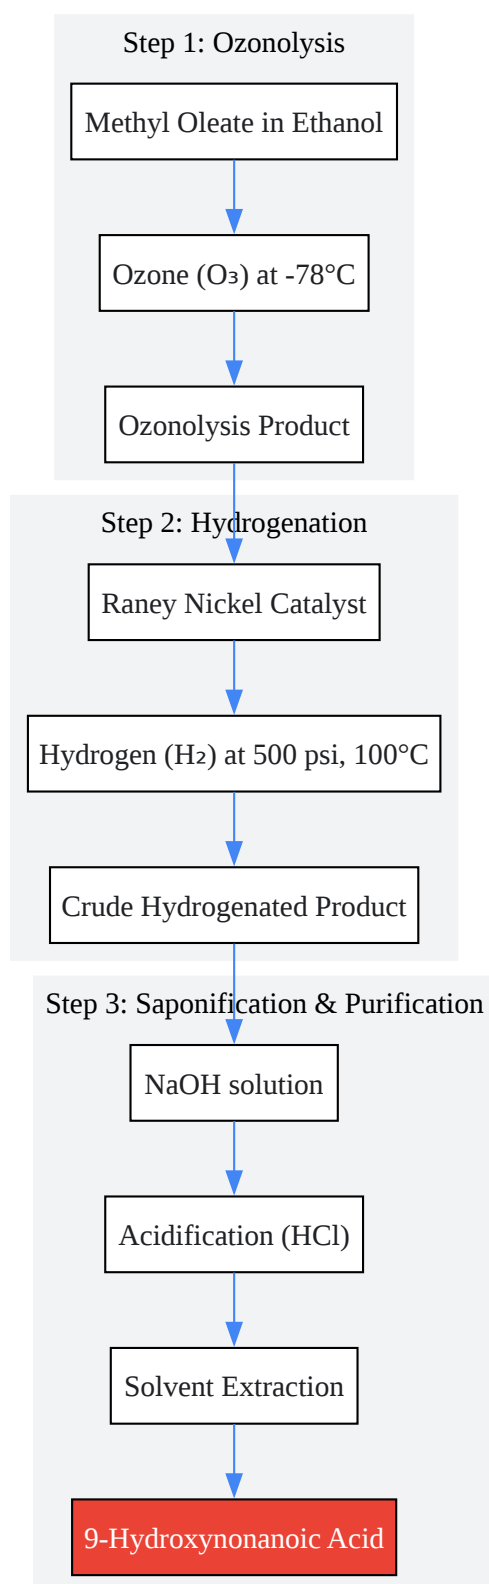 Step 1: Ozonolysis
Methyl Oleate in Ethanol
Ozone (O₃) at -78°C
Ozonolysis Product
Step 2: Hydrogenation
Raney Nickel Catalyst
Hydrogen (H₂) at 500 psi, 100°C
Crude Hydrogenated Product
Step 3: Saponification & Purification
NaOH solution
Acidification (HCl)
Solvent Extraction
9-Hydroxynonanoic Acid